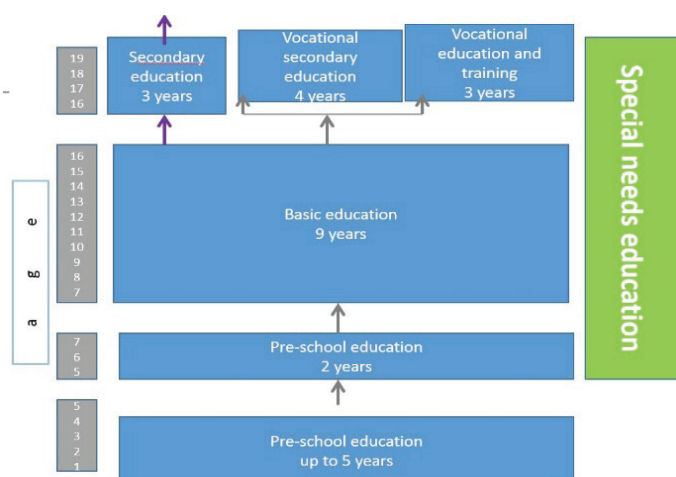 19
18
17
16
Secondary
education
3 years
Vocational
secondary
education
4 years
Vocational
education and
training
3 years
Special needs education
a g e
16
15
14
13
12
11
10
9
8
7
Basic education
9 years
7
6
5
Pre-school education
2 years
5
4
3
2
1
Pre-school education
up to 5 years